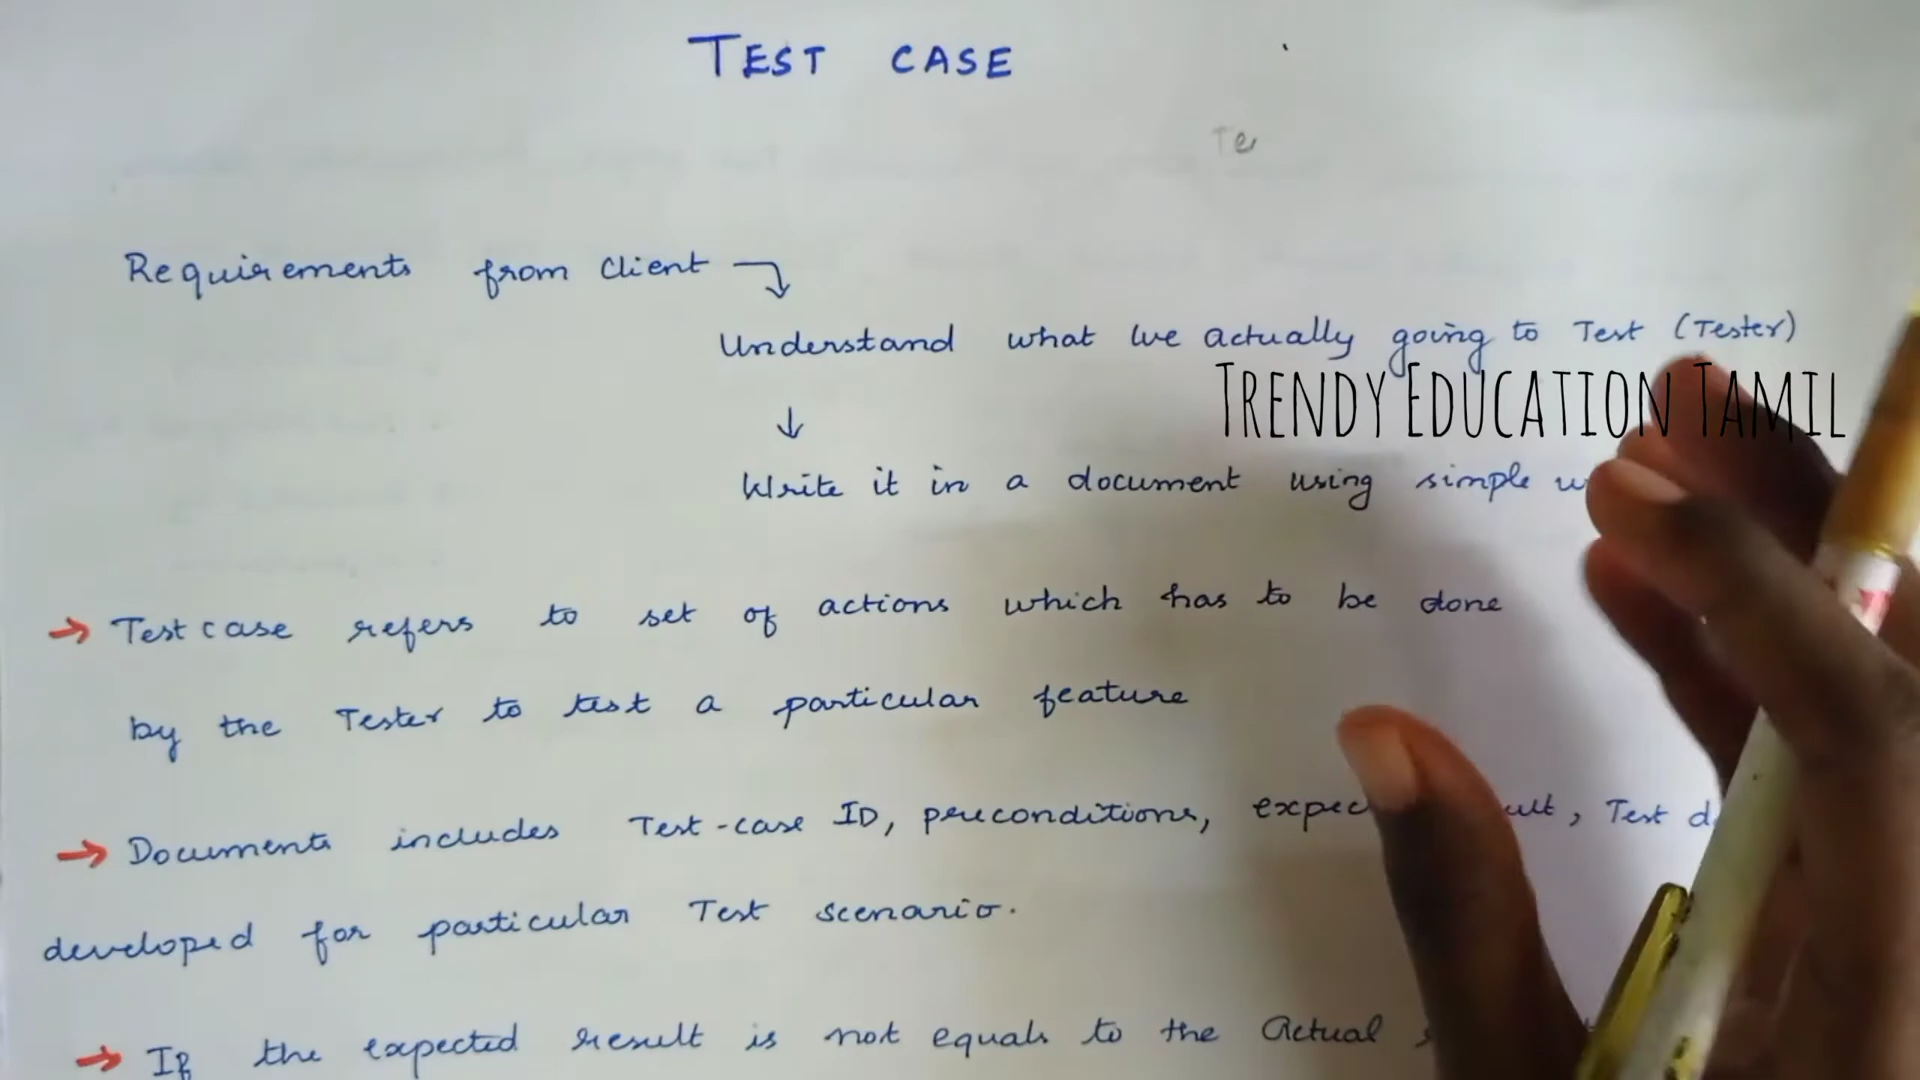 TEST CASE
Te
Requirements from client
Understand what we actually going to Test (Tester)
TRENDY EDUCATION TAMIL
Write it in a document using simple
Test case refers to set of actions which has to be done
by the Tester to test a particular feature
Documents includes Test-case ID, preconditions, Test
developed for particular Test scenario.
If the expected result is not equals to the Actual